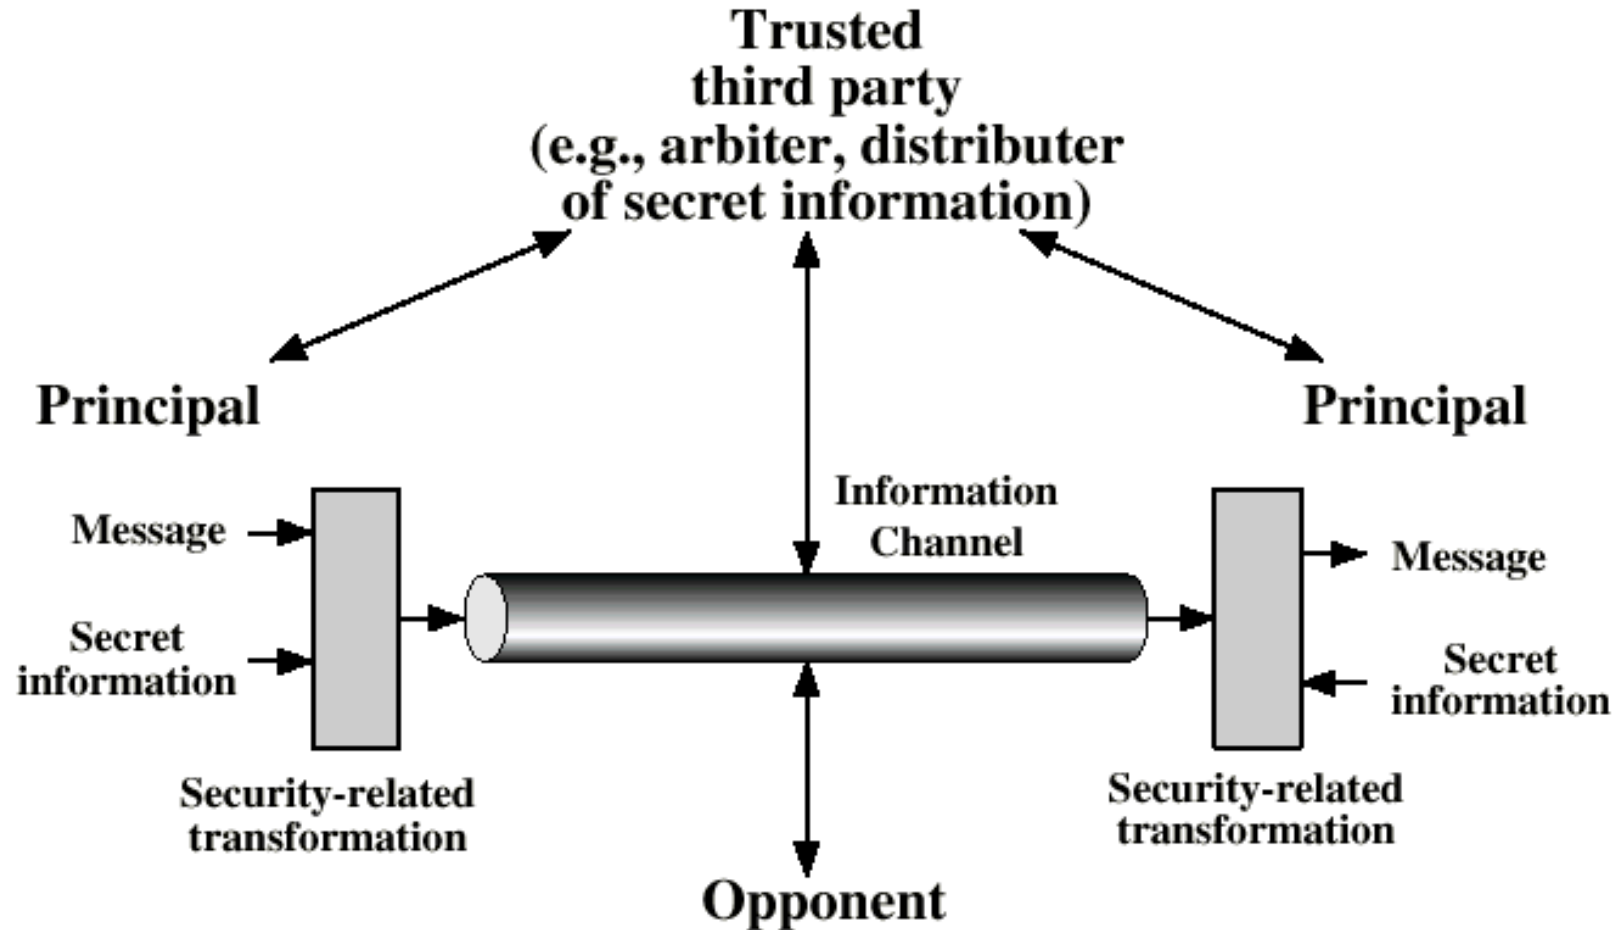 Trusted
third party
(e.g., arbiter, distributer
of secret information)
Principal
Principal
Information
Channel
Message
Secret
information
Security-related
transformation
Message
Secret
information
Security-related
transformation
Opponent